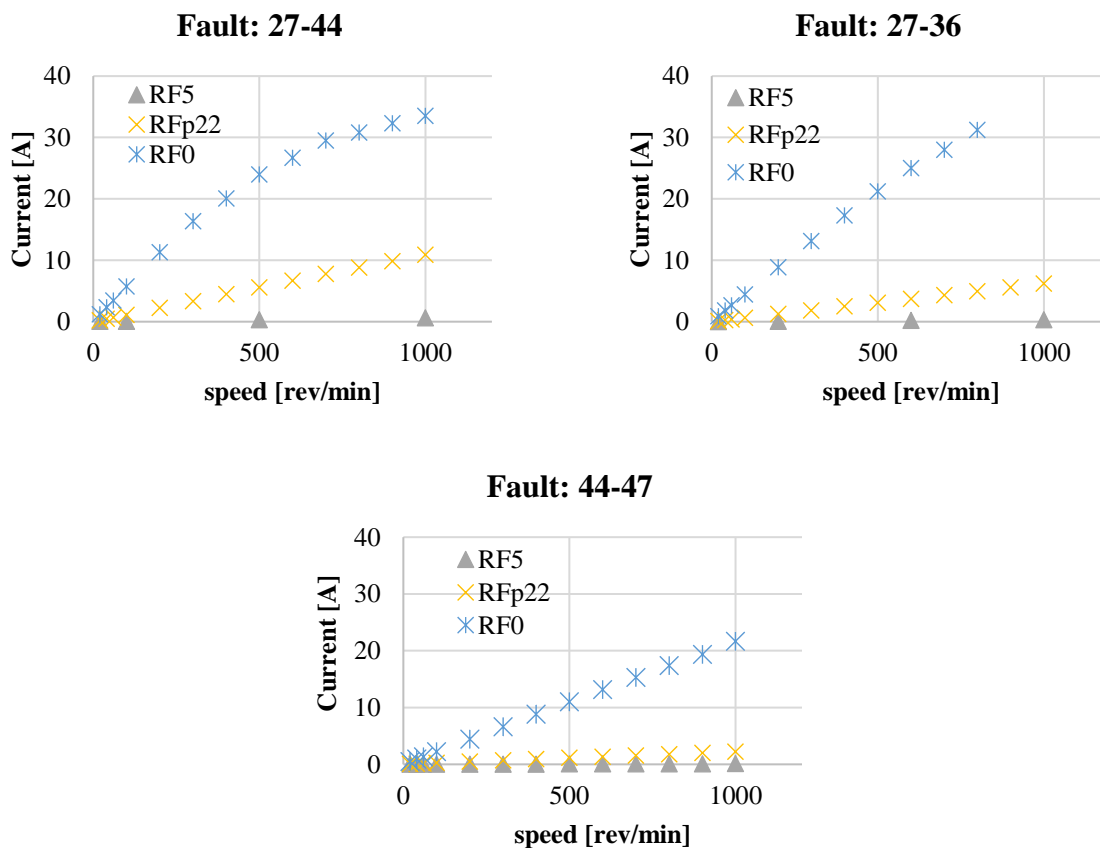 Fault: 27-44
40
30
20
10
0
Current [A]
RF5
RFp22
RF0
0 500 1000
speed [rev/min]
Fault: 27-36
40
30
20
10
0
Current [A]
RF5
RFp22
RF0
0 500 1000
speed [rev/min]
Fault: 44-47
40
30
20
10
0
Current [A]
RF5
RFp22
RF0
0 500 1000
speed [rev/min]